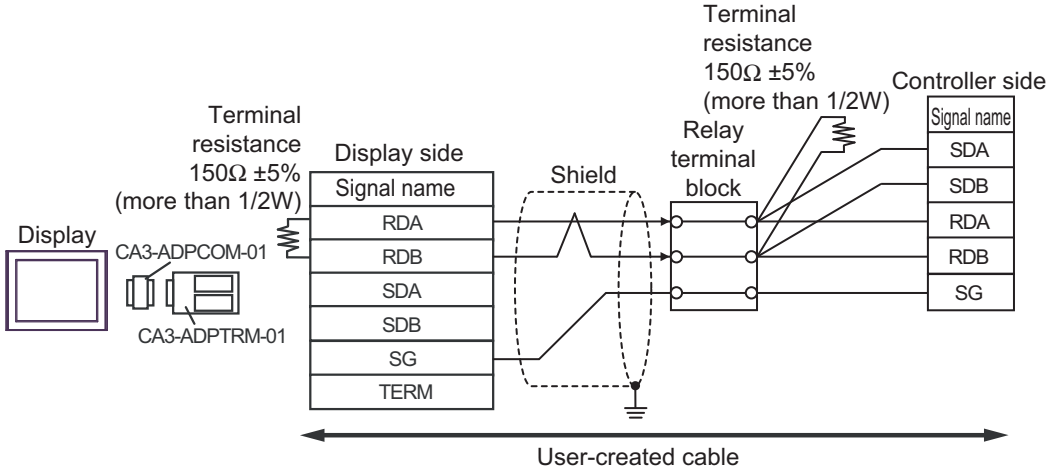 Terminal
resistance
150Ω ±5%
(more than 1/2W)
Controller side
Signal name
SDA
SDB
RDA
RDB
SG
Relay
terminal
block
Shield
Terminal
resistance
150Ω ±5%
(more than 1/2W)
Display side
Signal name
RDA
RDB
SDA
SDB
SG
TERM
Display
CA3-ADPCOM-01
CA3-ADPTRM-01
User-created cable